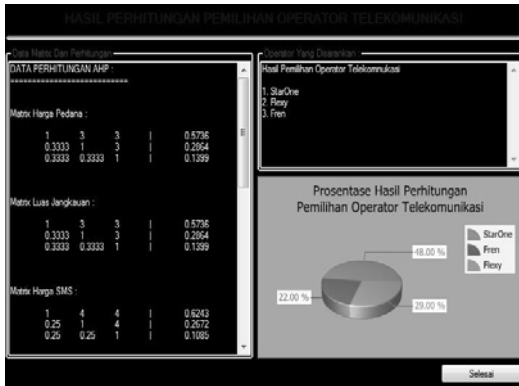 HASIL PERHITUNGAN PEMILIHAN OPERATOR TELEKOMUNIKASI
Data Matrix Dan Perhitungan
DATA PERHITUNGAN AHP :
===========================
Matrix Harga Pedana :
1 3 3 | 0.5736
0.3333 1 3 | 0.2864
0.3333 0.3333 1 | 0.1399
Matrix Luas Jangkauan :
1 3 3 | 0.5736
0.3333 1 3 | 0.2864
0.3333 0.3333 1 | 0.1399
Matrix Harga SMS :
1 4 4 | 0.6243
0.25 1 4 | 0.2672
0.25 0.25 1 | 0.1085
Operator Yang Disarankan
Hasil Pemilihan Operator Telekomnukasi
1. StarOne
2. Flexy
3. Fren
Prosentase Hasil Perhitungan
Pemilihan Operator Telekomunikasi
StarOne
Fren
Flexy
48.00 %
22.00 %
29.00 %
Selesai